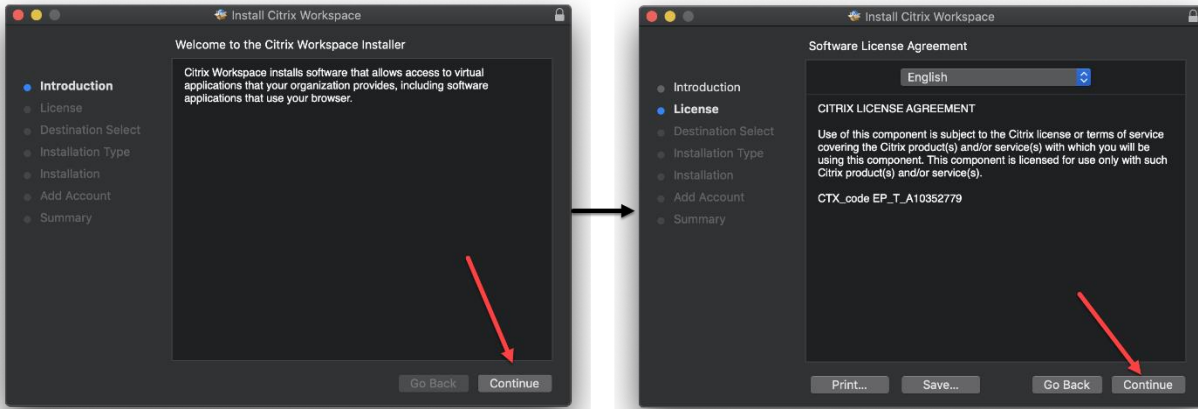 Install Citrix Workspace
Welcome to the Citrix Workspace Installer
Introduction
License
Destination Select
Installation Type
Installation
Add Account
Summary
Citrix Workspace installs software that allows access to virtual
applications that your organization provides, including software
applications that use your browser.
Go Back
Continue
Install Citrix Workspace
Software License Agreement
Introduction
License
Destination Select
Installation Type
Installation
Add Account
Summary
English
CITRIX LICENSE AGREEMENT
Use of this component is subject to the Citrix license or terms of service
covering the Citrix product(s) and/or service(s) with which you will be
using this component. This component is licensed for use only with such
Citrix product(s) and/or service(s).
CTX_code EP_T_A10352779
Print...
Save...
Go Back
Continue